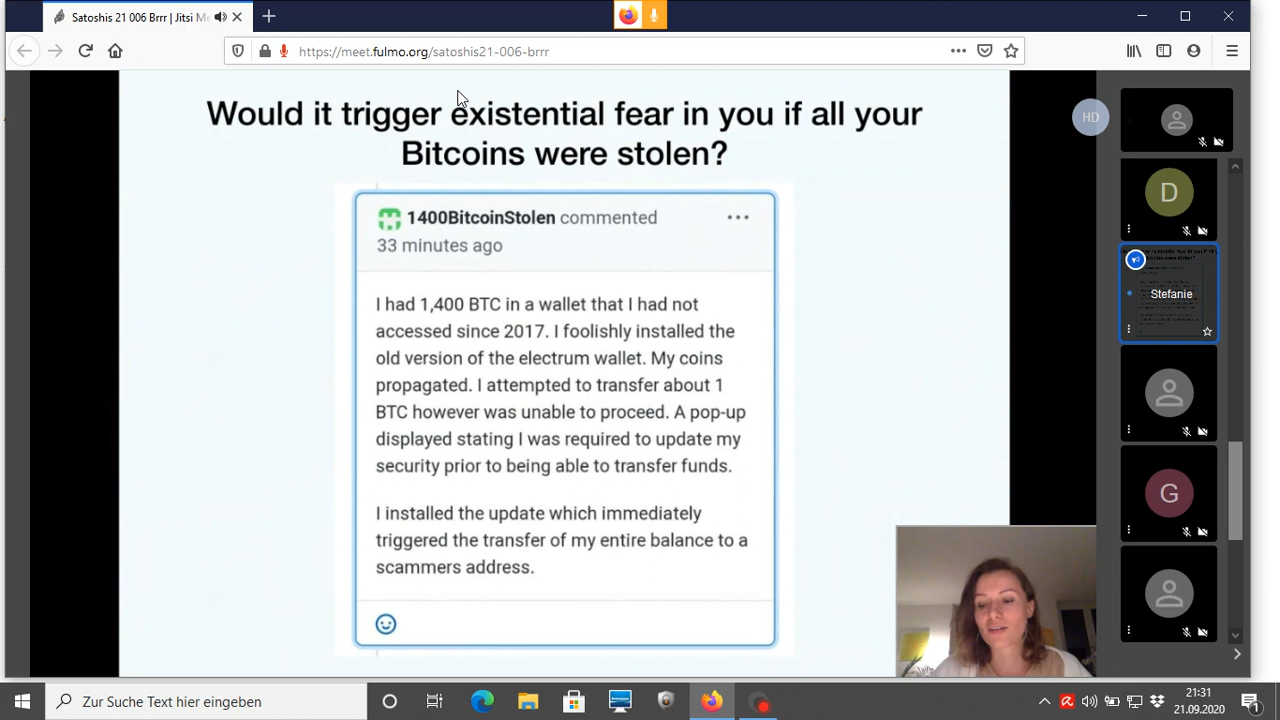 Satoshis 21 006 Brrr | Jitsi Me
https://meet.fulmo.org/satoshis21-006-brrr
Would it trigger existential fear in you if all your
Bitcoins were stolen?
HD
D
1400BitcoinStolen commented
33 minutes ago
Stefanie
I had 1,400 BTC in a wallet that I had not
accessed since 2017. I foolishly installed the
old version of the electrum wallet. My coins
propagated. I attempted to transfer about 1
BTC however was unable to proceed. A pop-up
displayed stating I was required to update my
security prior to being able to transfer funds.
G
I installed the update which immediately
triggered the transfer of my entire balance to a
scammers address.
Zur Suche Text hier eingeben
21:31
21.09.2020
1